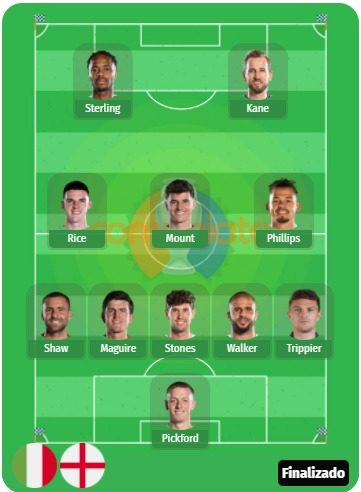 Sterling
Kane
Rice
Mount
Phillips
Shaw
Maguire
Stones
Walker
Trippier
Pickford
Finalizado